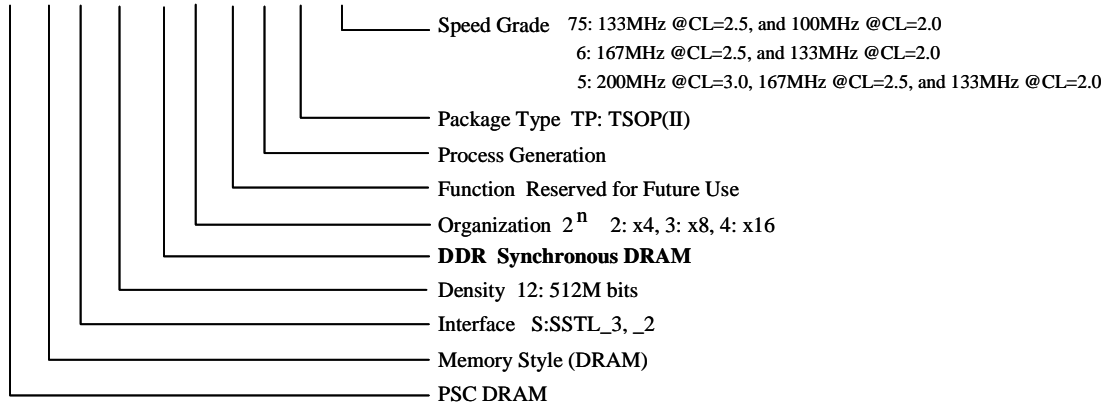 Speed Grade 75: 133MHz @CL=2.5, and 100MHz @CL=2.0
6: 167MHz @CL=2.5, and 133MHz @CL=2.0
5: 200MHz @CL=3.0, 167MHz @CL=2.5, and 133MHz @CL=2.0
Package Type TP: TSOP(II)
Process Generation
Function Reserved for Future Use
Organization 2ⁿ 2: x4, 3: x8, 4: x16
DDR Synchronous DRAM
Density 12: 512M bits
Interface S:SSTL_3, _2
Memory Style (DRAM)
PSC DRAM